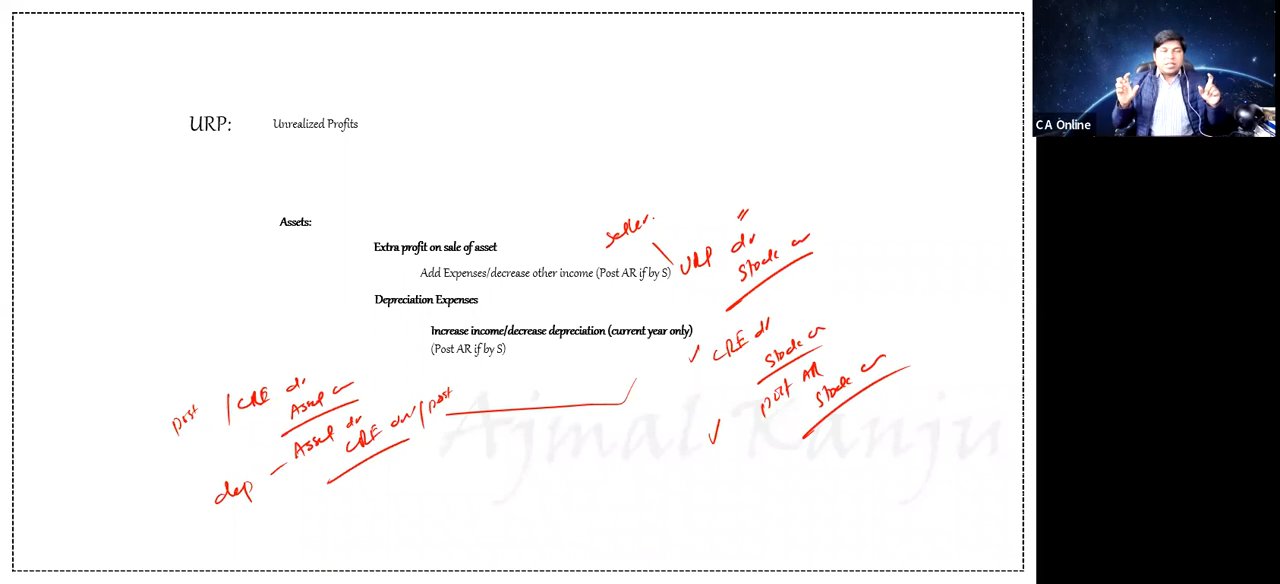 URP: Unrealized Profits
Assets:
Extra profit on sale of asset
Add Expenses/decrease other income (Post AR if by S)
Depreciation Expenses
Increase income/decrease depreciation (current year only)
(Post AR if by S)
seller.
URP dr
Stock cr
CRE dr
Stock cr
post AR
Stock cr
post / CRE dr
Asset cr
Asset dr
CRE cr / post
dep
Ajmal Kanju
CA Online